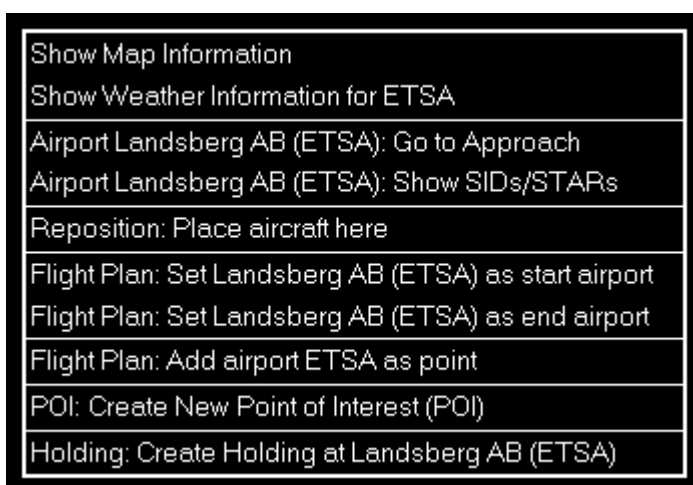 Show Map Information
Show Weather Information for ETSA
Airport Landsberg AB (ETSA): Go to Approach
Airport Landsberg AB (ETSA): Show SIDs/STARs
Reposition: Place aircraft here
Flight Plan: Set Landsberg AB (ETSA) as start airport
Flight Plan: Set Landsberg AB (ETSA) as end airport
Flight Plan: Add airport ETSA as point
POI: Create New Point of Interest (POI)
Holding: Create Holding at Landsberg AB (ETSA)